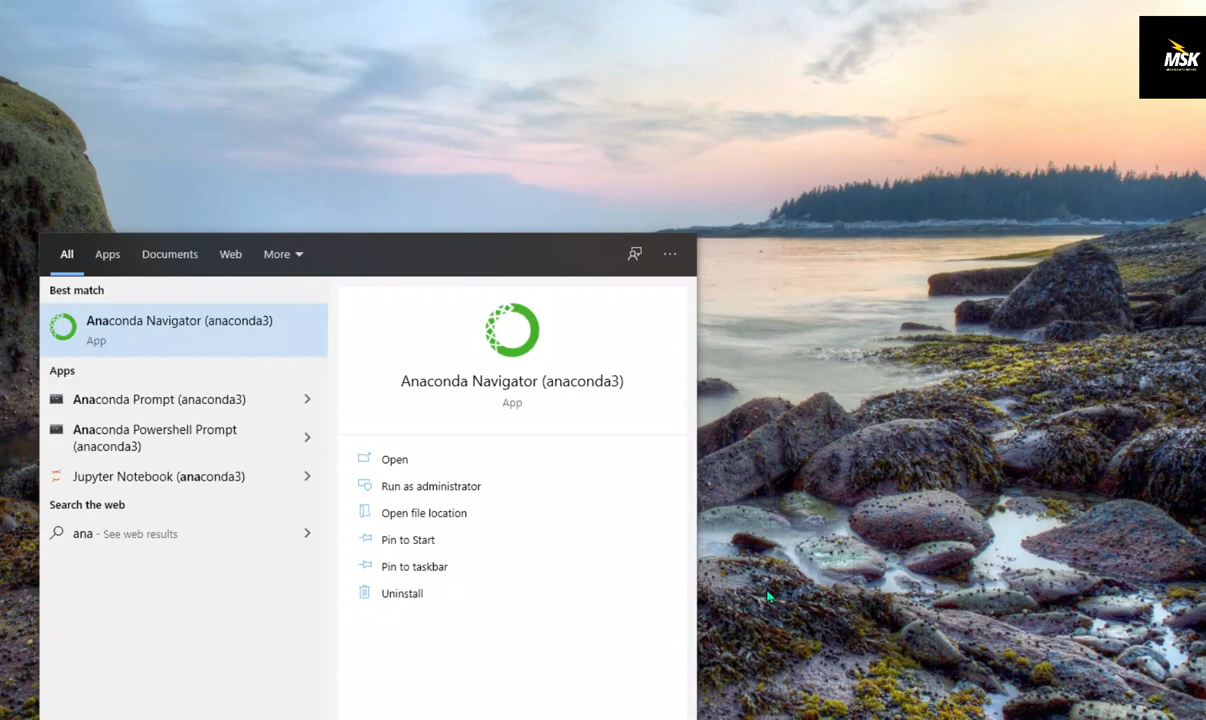 MSK
All Apps Documents Web More
Best match
Anaconda Navigator (anaconda3)
App
Apps
Anaconda Prompt (anaconda3)
Anaconda Powershell Prompt
(anaconda3)
Jupyter Notebook (anaconda3)
Search the web
ana - See web results
Anaconda Navigator (anaconda3)
App
Open
Run as administrator
Open file location
Pin to Start
Pin to taskbar
Uninstall